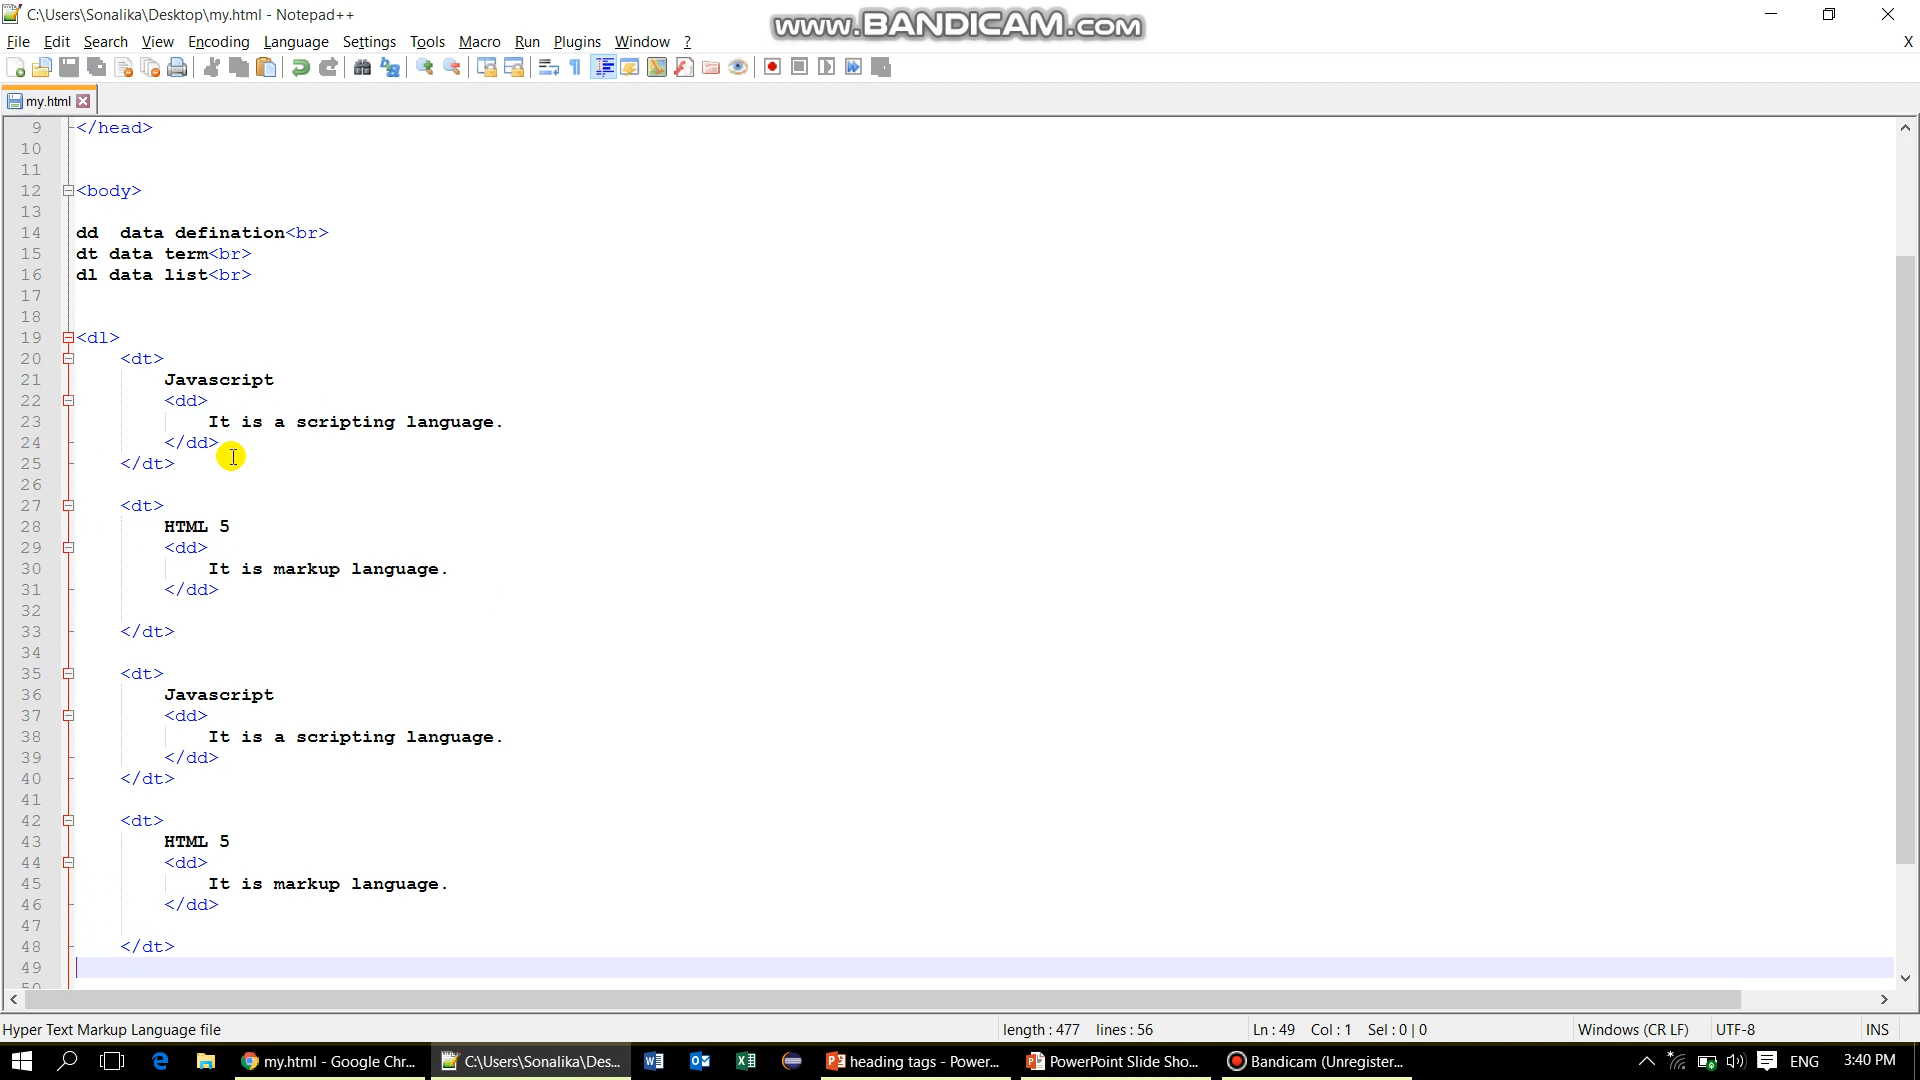 C:\Users\Sonalika\Desktop\my.html - Notepad++
www.BANDICAM.com
File Edit Search View Encoding Language Settings Tools Macro Run Plugins Window ? X
my.html
9 </head>
10
11
12 <body>
13
14 dd  data defination<br>
15 dt data term<br>
16 dl data list<br>
17
18
19 <dl>
20 <dt>
21 Javascript
22 <dd>
23 It is a scripting language.
24 </dd>
25 </dt>
26
27 <dt>
28 HTML 5
29 <dd>
30 It is markup language.
31 </dd>
32
33 </dt>
34
35 <dt>
36 Javascript
37 <dd>
38 It is a scripting language.
39 </dd>
40 </dt>
41
42 <dt>
43 HTML 5
44 <dd>
45 It is markup language.
46 </dd>
47
48 </dt>
49
50
Hyper Text Markup Language file length : 477 lines : 56 Ln : 49 Col : 1 Sel : 0 | 0 Windows (CR LF) UTF-8 INS
my.html - Google Chr... C:\Users\Sonalika\Des... heading tags - Power... PowerPoint Slide Sho... Bandicam (Unregister... ENG 3:40 PM